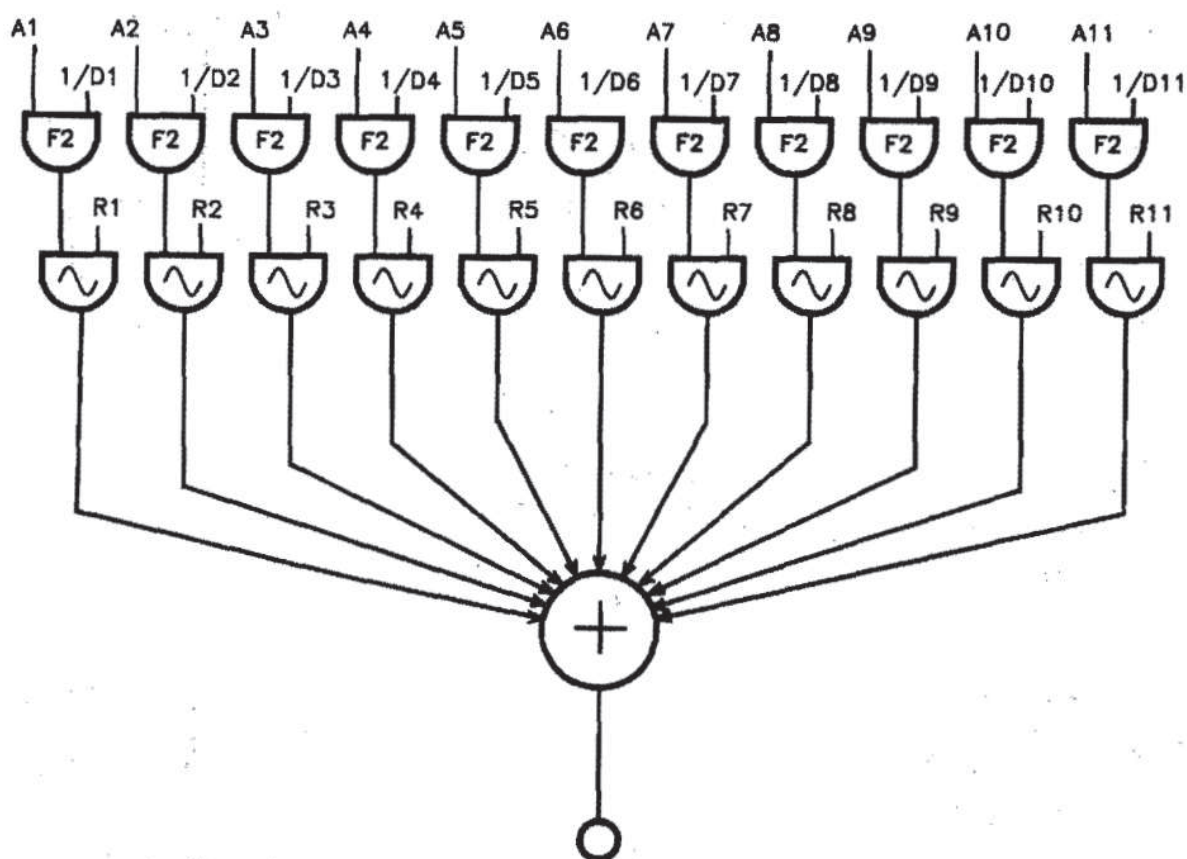 A1 A2 A3 A4 A5 A6 A7 A8 A9 A10 A11
1/D1 1/D2 1/D3 1/D4 1/D5 1/D6 1/D7 1/D8 1/D9 1/D10 1/D11
F2 F2 F2 F2 F2 F2 F2 F2 F2 F2 F2
R1 R2 R3 R4 R5 R6 R7 R8 R9 R10 R11
+